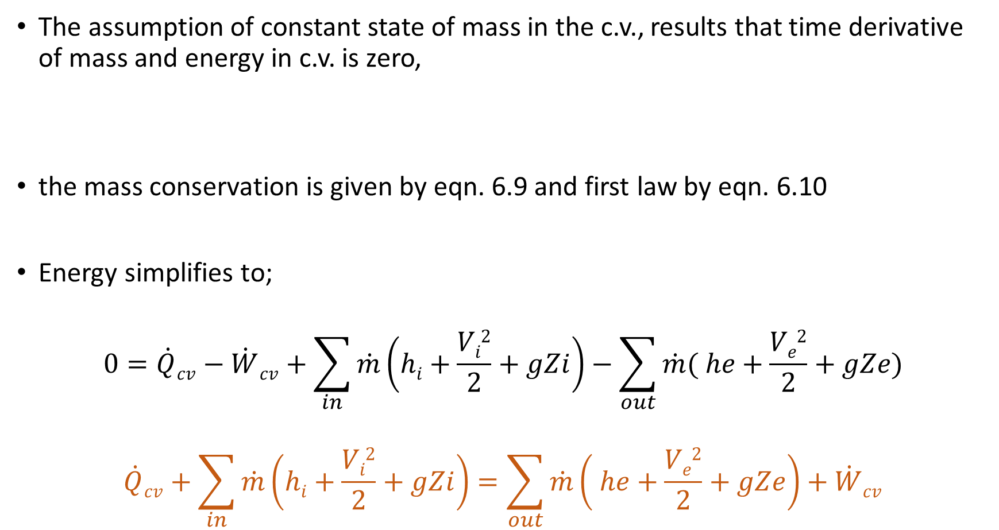 • The assumption of constant state of mass in the c.v., results that time derivative
of mass and energy in c.v. is zero,
• the mass conservation is given by eqn. 6.9 and first law by eqn. 6.10
• Energy simplifies to;
$0 = \dot{Q}_{cv} - \dot{W}_{cv} + \sum_{in} \dot{m} \left( h_i + \frac{V_i^2}{2} + gZi \right) - \sum_{out} \dot{m} ( he + \frac{V_e^2}{2} + gZe)$
$\dot{Q}_{cv} + \sum_{in} \dot{m} \left( h_i + \frac{V_i^2}{2} + gZi \right) = \sum_{out} \dot{m} \left( he + \frac{V_e^2}{2} + gZe \right) + \dot{W}_{cv}$